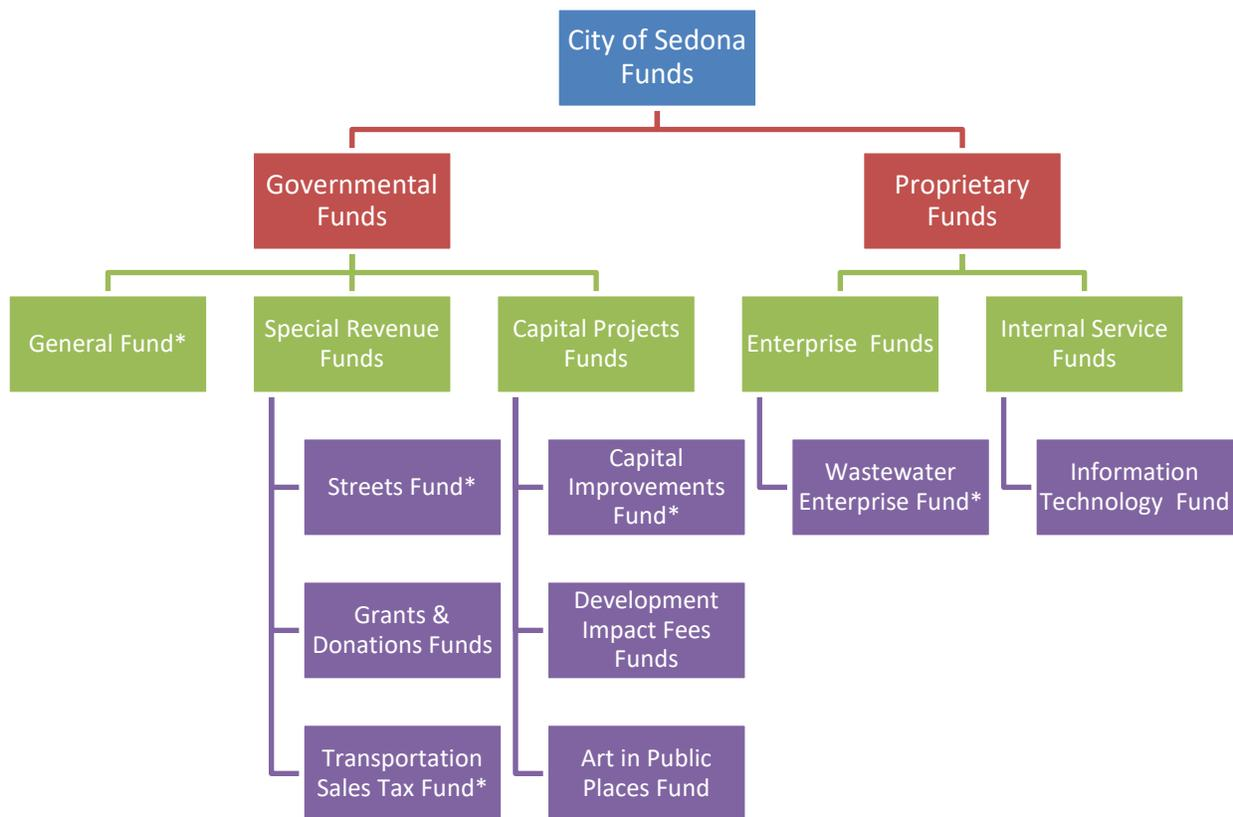 City of Sedona
Funds
Governmental
Funds
Proprietary
Funds
General Fund*
Special Revenue
Funds
Capital Projects
Funds
Enterprise Funds
Internal Service
Funds
Streets Fund*
Capital
Improvements
Fund*
Wastewater
Enterprise Fund*
Information
Technology Fund
Grants &
Donations Funds
Development
Impact Fees
Funds
Transportation
Sales Tax Fund*
Art in Public
Places Fund